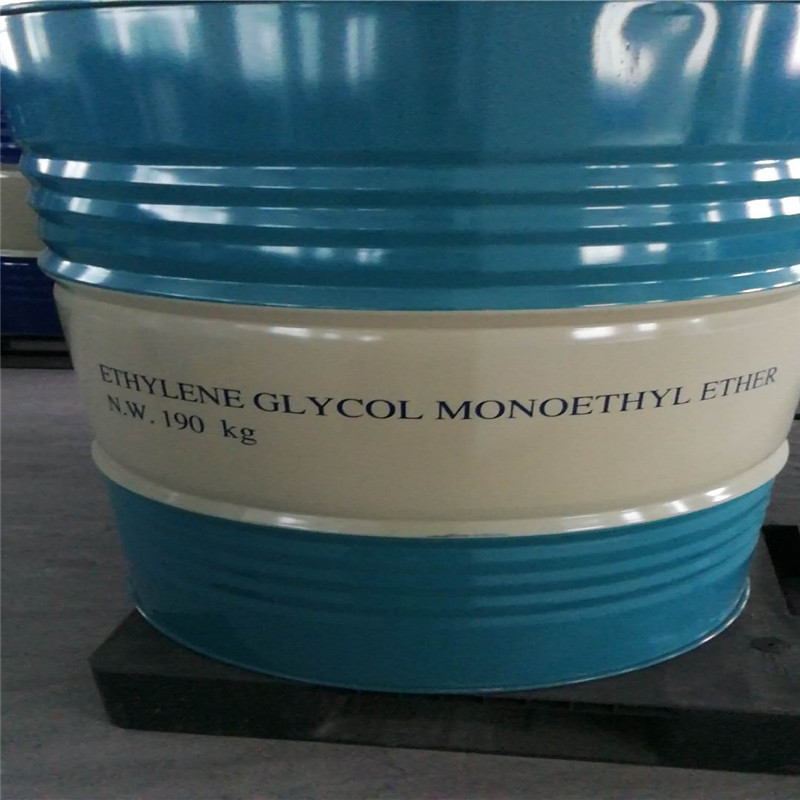 ETHYLENE GLYCOL MONOETHYL ETHER
N.W. 190 kg